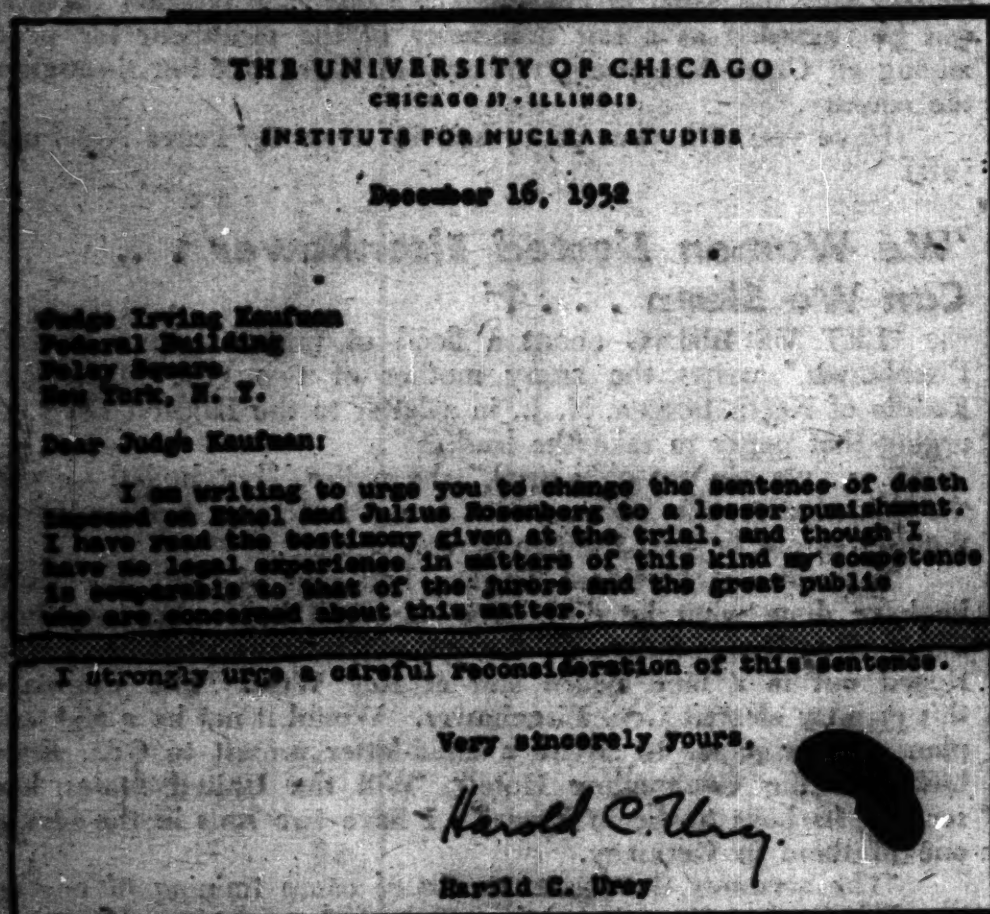 THE UNIVERSITY OF CHICAGO
CHICAGO 37 · ILLINOIS
INSTITUTE FOR NUCLEAR STUDIES
December 16, 1952
Judge Irving Kaufman
Federal Building
Foley Square
New York, N. Y.
Dear Judge Kaufman:
I am writing to urge you to change the sentence of death
imposed on Ethel and Julius Rosenberg to a lesser punishment.
I have read the testimony given at the trial, and though I
have no legal experience in matters of this kind my competence
is comparable to that of the jurors and the great public
who are concerned about this matter.
I strongly urge a careful reconsideration of this sentence.
Very sincerely yours,
Harold C. Urey.
Harold C. Urey